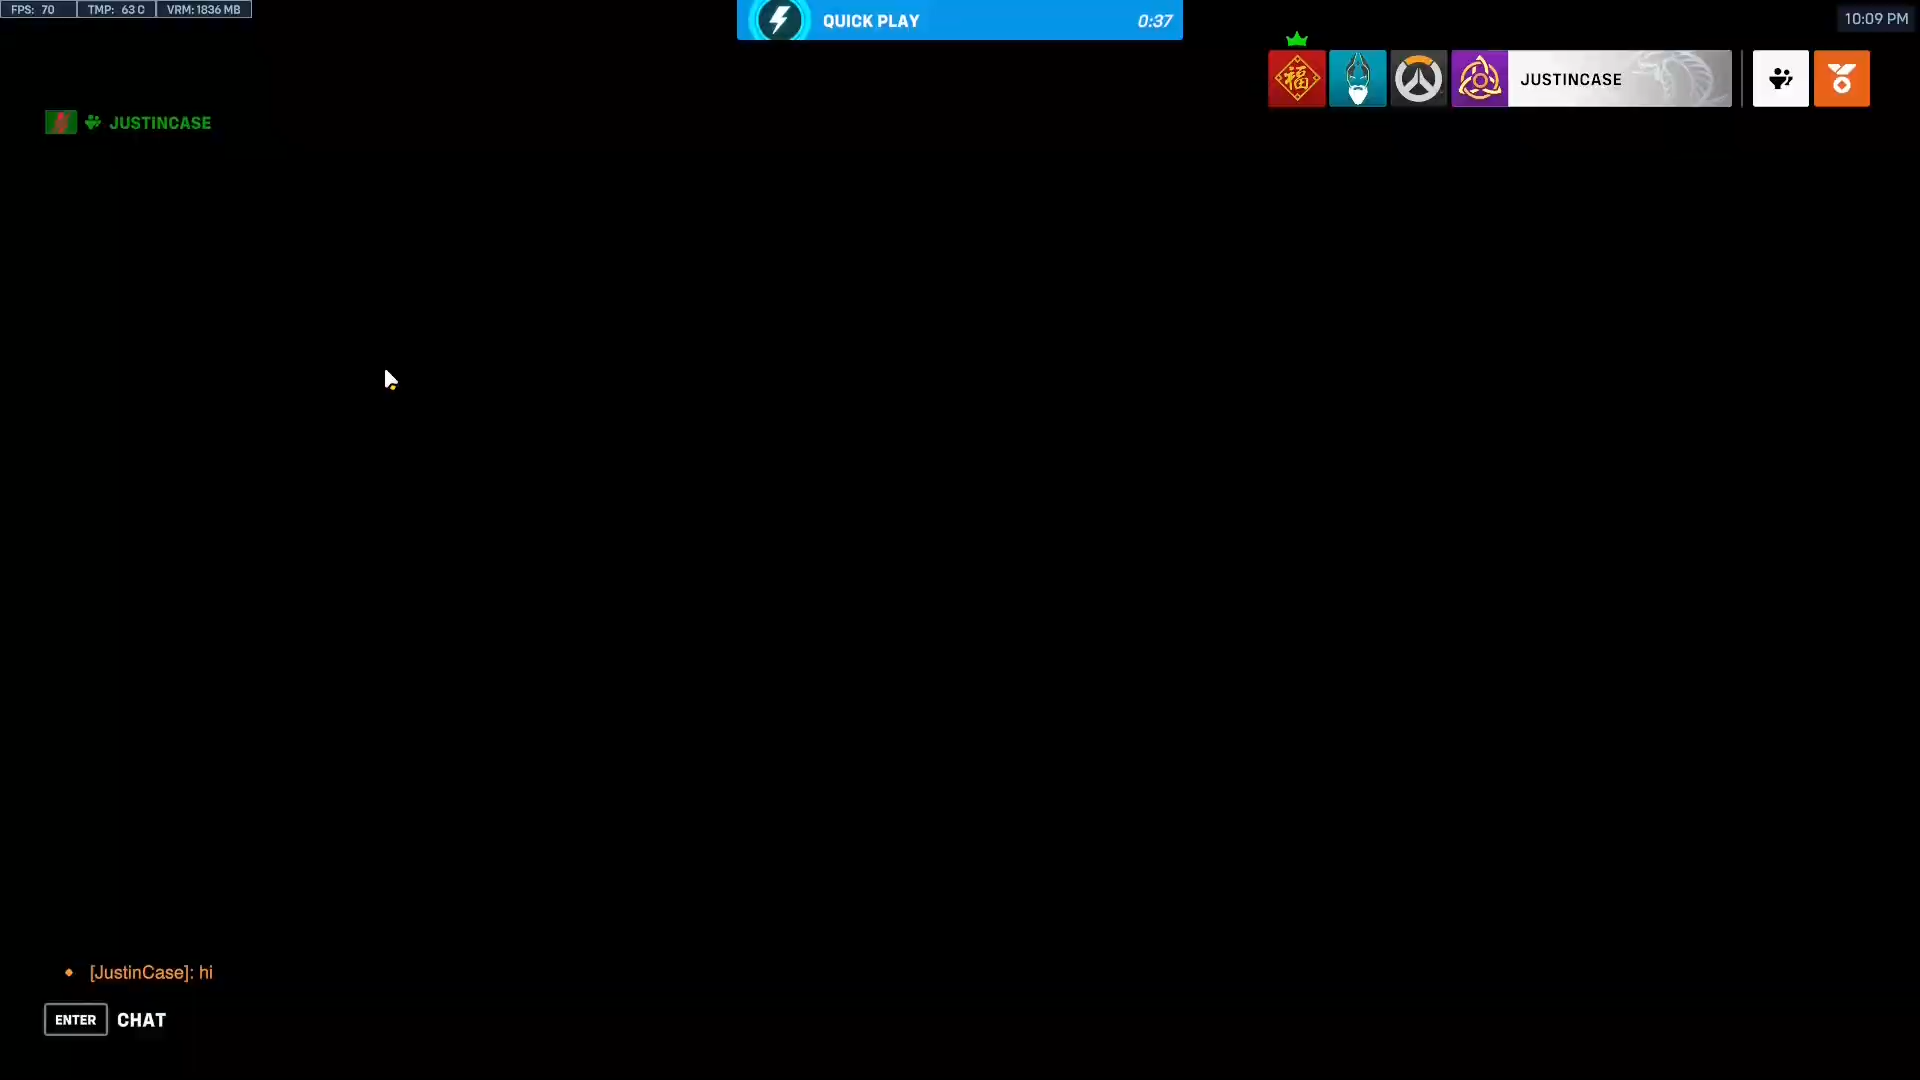 FPS: 70 TMP: 63 C VRM: 1836 MB
QUICK PLAY 0:37
10:09 PM
福
JUSTINCASE
JUSTINCASE
[JustinCase]: hi
ENTER CHAT